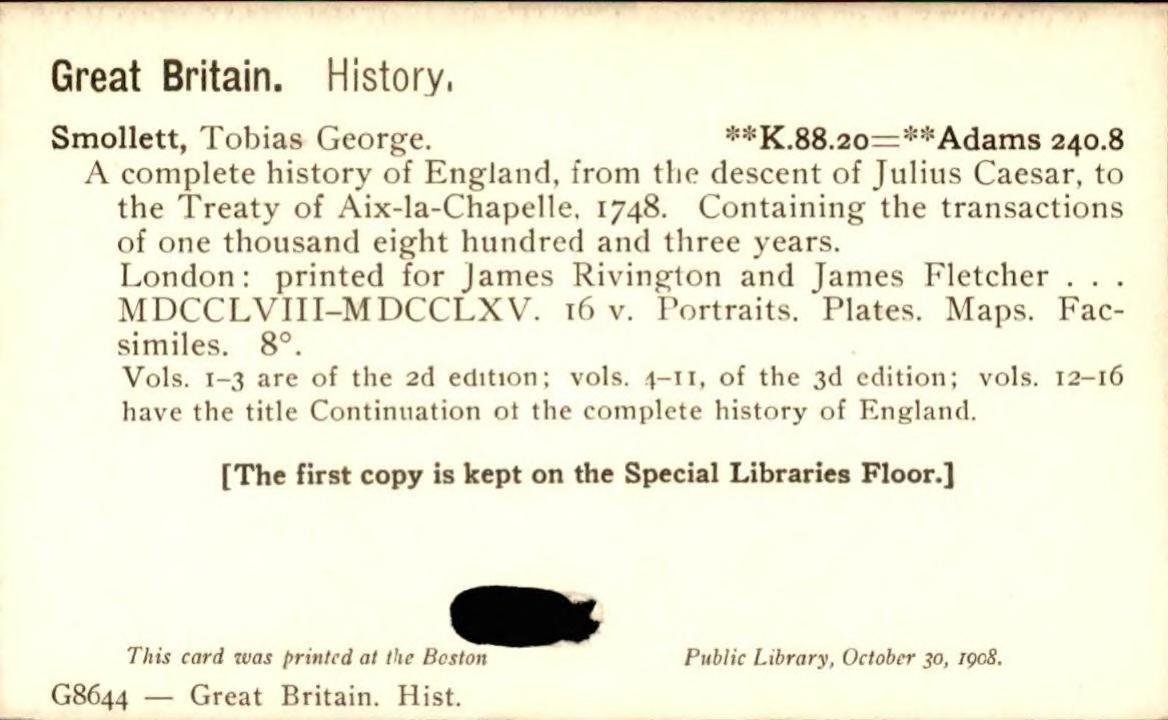 Great Britain. History.
Smollett, Tobias George. **K.88.20=**Adams 240.8
A complete history of England, from the descent of Julius Caesar, to
the Treaty of Aix-la-Chapelle, 1748. Containing the transactions
of one thousand eight hundred and three years.
London: printed for James Rivington and James Fletcher . . .
MDCCLVIII–MDCCLXV. 16 v. Portraits. Plates. Maps. Fac-
similes. 8°.
Vols. 1–3 are of the 2d edition; vols. 4–11, of the 3d edition; vols. 12–16
have the title Continuation of the complete history of England.
[The first copy is kept on the Special Libraries Floor.]
This card was printed at the Boston Public Library, October 30, 1908.
G8644 — Great Britain. Hist.